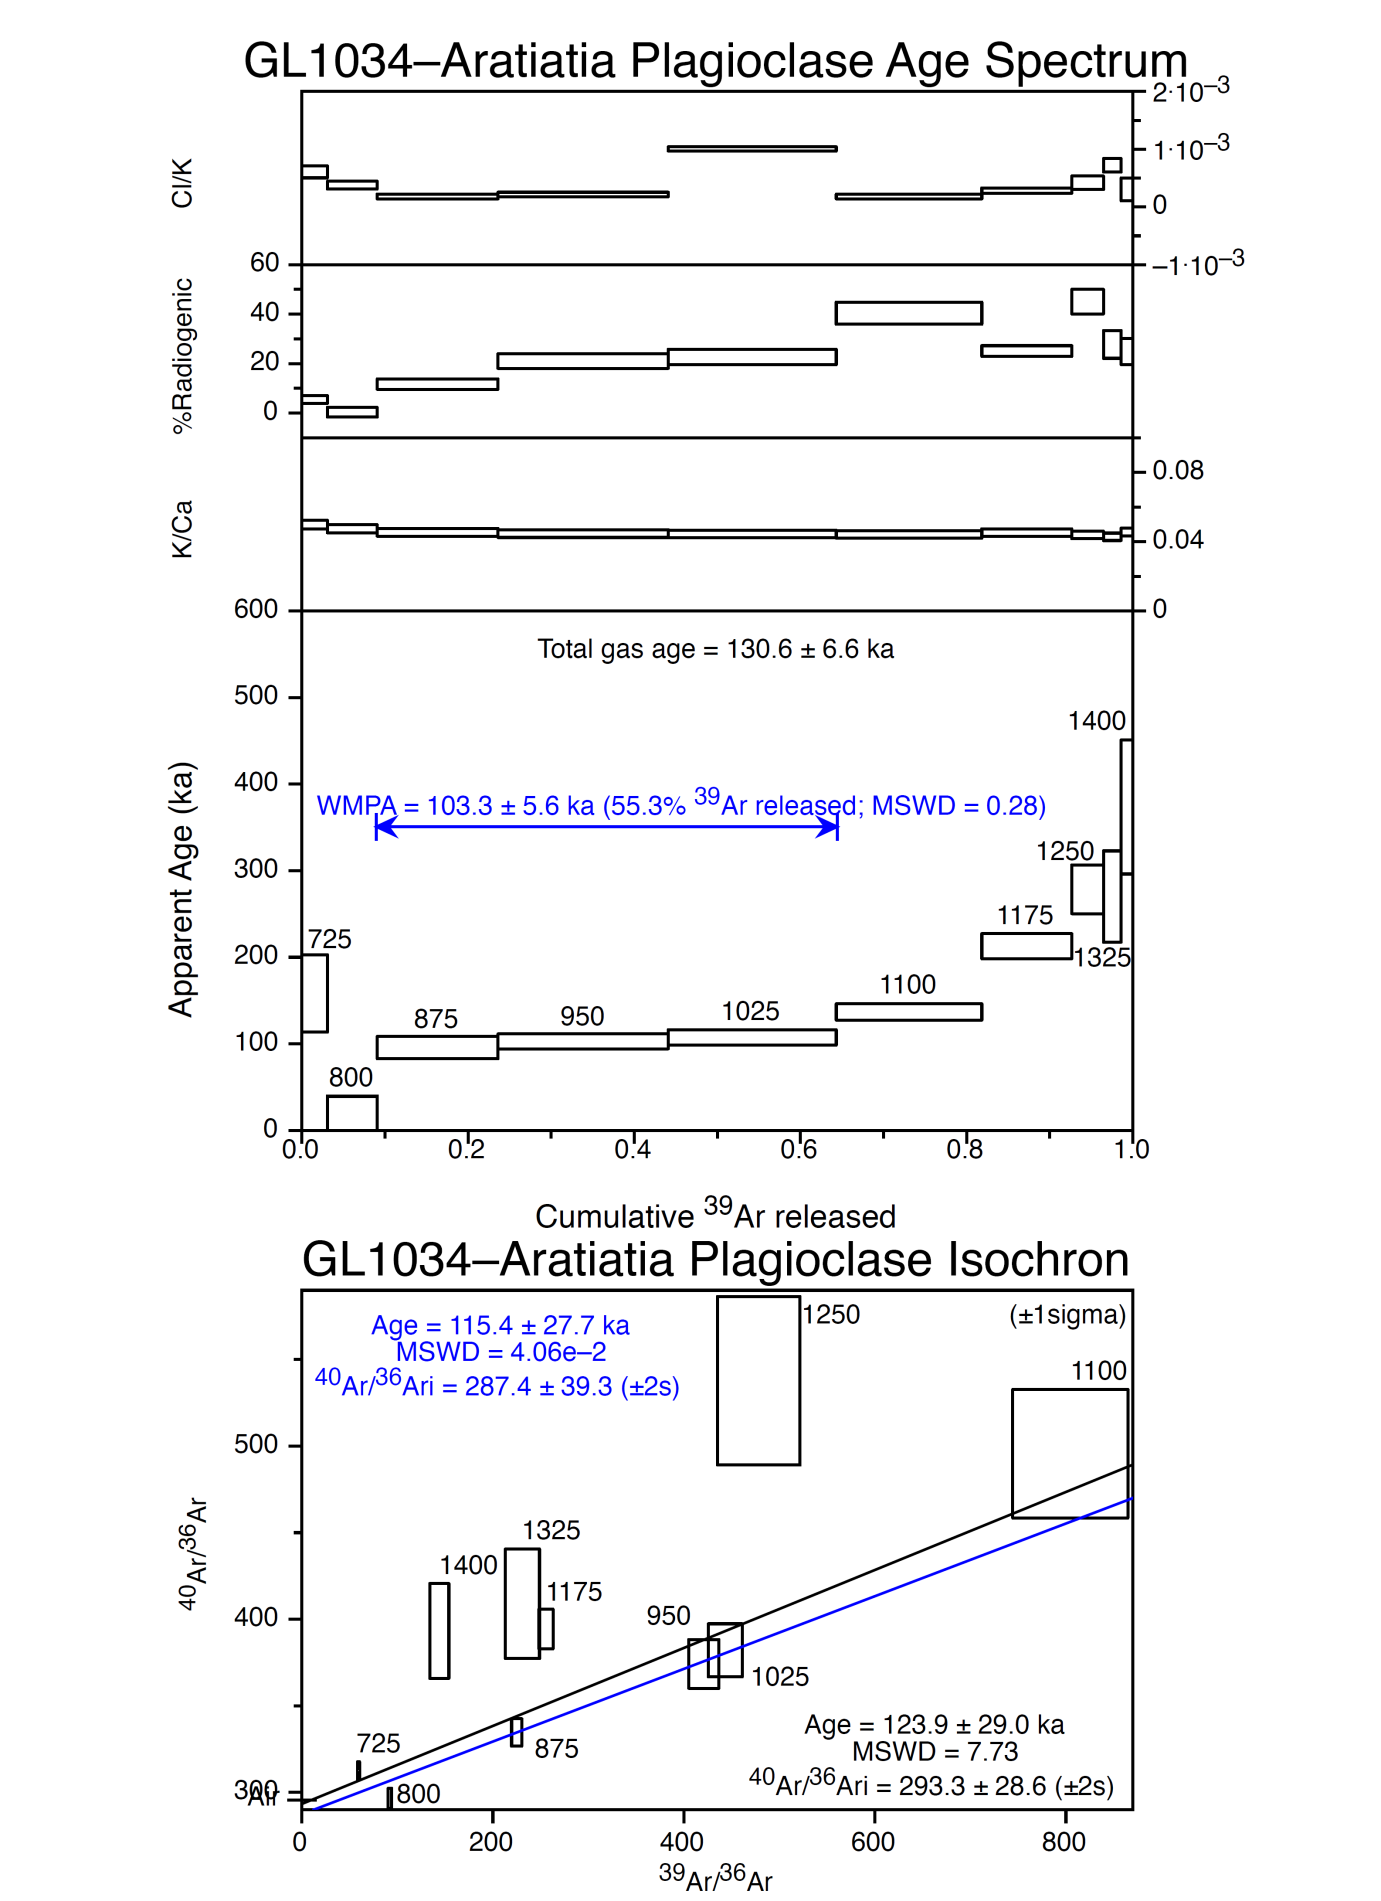 GL1034–Aratiatia Plagioclase Age Spectrum
Cl/K
2·10⁻³
1·10⁻³
0
–1·10⁻³
%Radiogenic
60
40
20
0
K/Ca
0.08
0.04
0
Apparent Age (ka)
600
500
400
300
200
100
0
Total gas age = 130.6 ± 6.6 ka
WMPA = 103.3 ± 5.6 ka (55.3% ³⁹Ar released; MSWD = 0.28)
725
800
875
950
1025
1100
1175
1250
1325
1400
0.0 0.2 0.4 0.6 0.8 1.0
Cumulative ³⁹Ar released
GL1034–Aratiatia Plagioclase Isochron
Age = 115.4 ± 27.7 ka
MSWD = 4.06e–2
⁴⁰Ar/³⁶Ari = 287.4 ± 39.3 (±2s)
(±1sigma)
1250
1100
1325
1400
1175
950
1025
725
875
800
Age = 123.9 ± 29.0 ka
MSWD = 7.73
⁴⁰Ar/³⁶Ari = 293.3 ± 28.6 (±2s)
⁴⁰Ar/³⁶Ar
500
400
300
Air
0 200 400 600 800
³⁹Ar/³⁶Ar